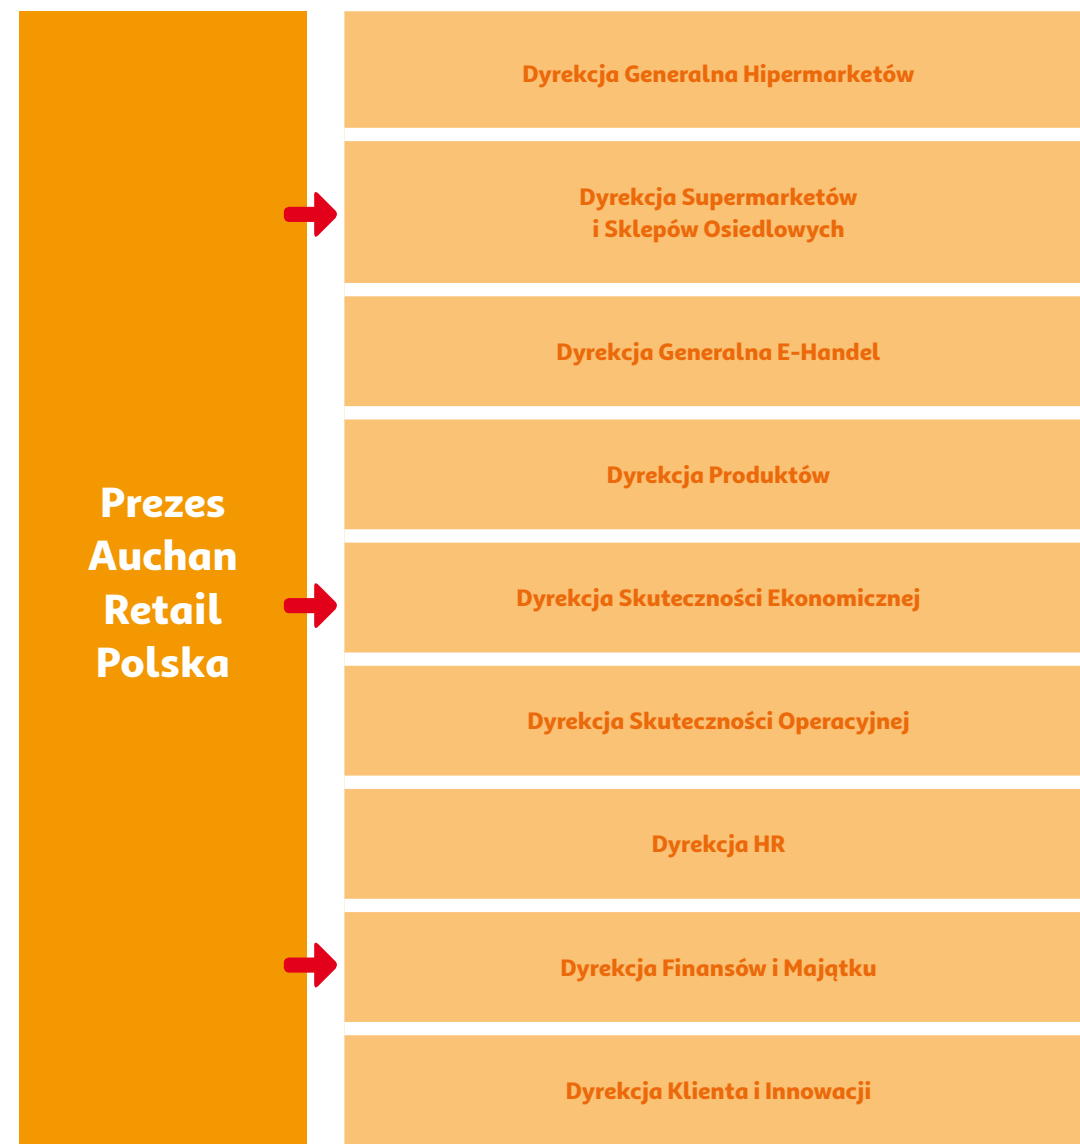 Prezes
Auchan
Retail
Polska
Dyrekcja Generalna Hipermarketów
Dyrekcja Supermarketów
i Sklepów Osiedlowych
Dyrekcja Generalna E-Handel
Dyrekcja Produktów
Dyrekcja Skuteczności Ekonomicznej
Dyrekcja Skuteczności Operacyjnej
Dyrekcja HR
Dyrekcja Finansów i Majątku
Dyrekcja Klienta i Innowacji